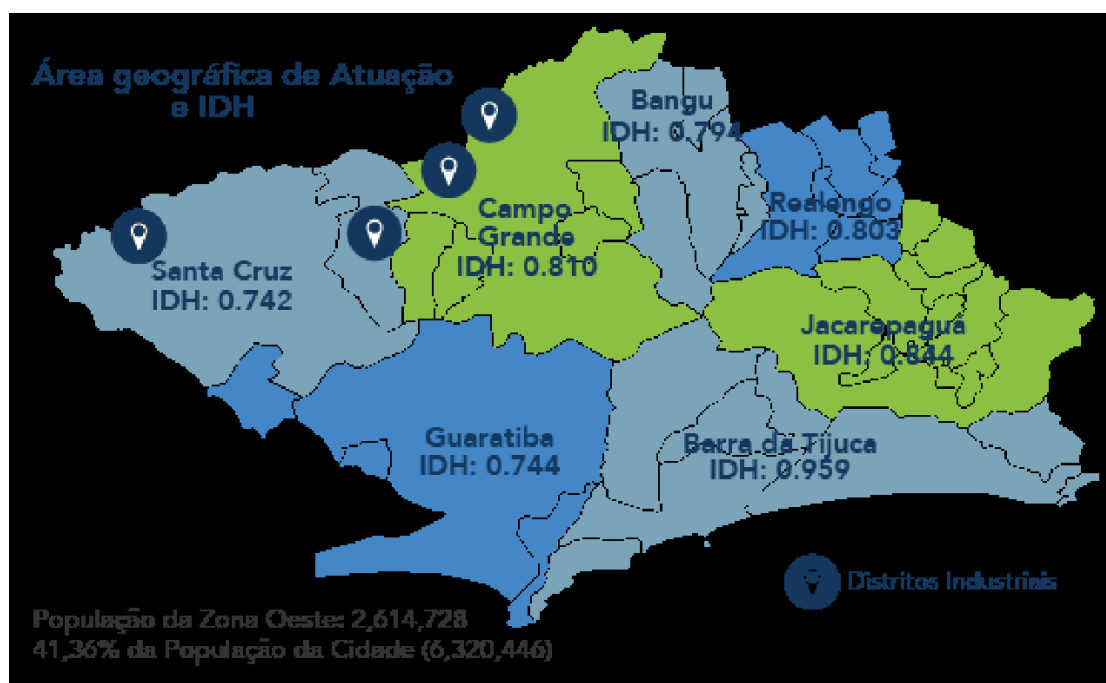 Área geográfica de Atuação
e IDH
Bangu
IDH: 0.794
Realengo
IDH: 0.803
Campo
Grande
IDH: 0.810
Santa Cruz
IDH: 0.742
Jacarepaguá
IDH: 0.844
Guaratiba
IDH: 0.744
Barra da Tijuca
IDH: 0.959
Distritos Industriais
População da Zona Oeste: 2,614,728
41,36% da População da Cidade (6,320,446)